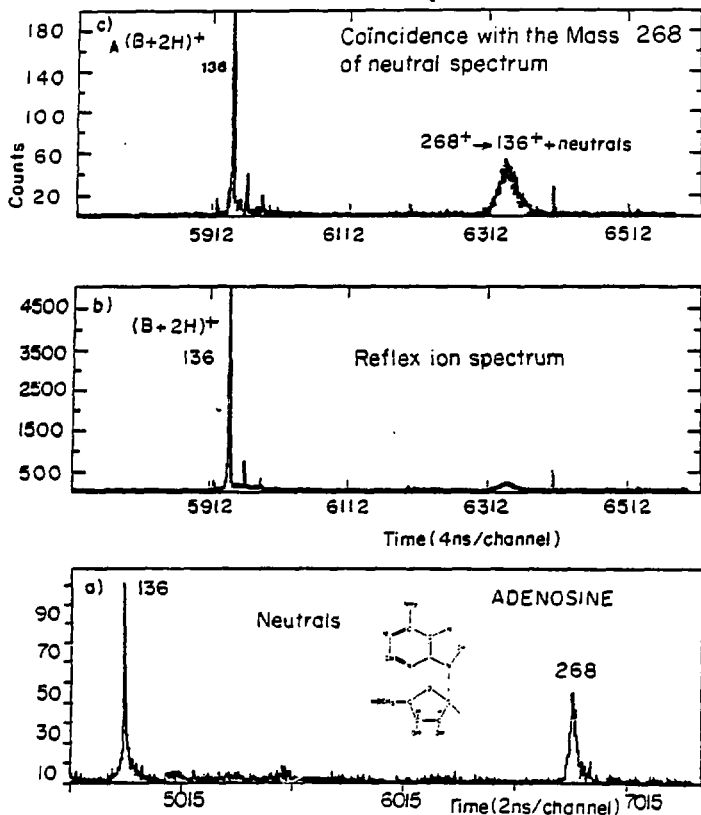 c)
A (B+2H)+
136
Coïncidence with the Mass 268
of neutral spectrum
268+ → 136+ + neutrals
Counts
180
140
100
60
20
5912 6112 6312 6512
b)
(B+2H)+
136
Reflex ion spectrum
4500
3500
2500
1500
500
5912 6112 6312 6512
Time (4ns/channel)
a)
136
Neutrals
ADENOSINE
268
90
70
50
30
10
5015 6015 7015
Time (2ns/channel)